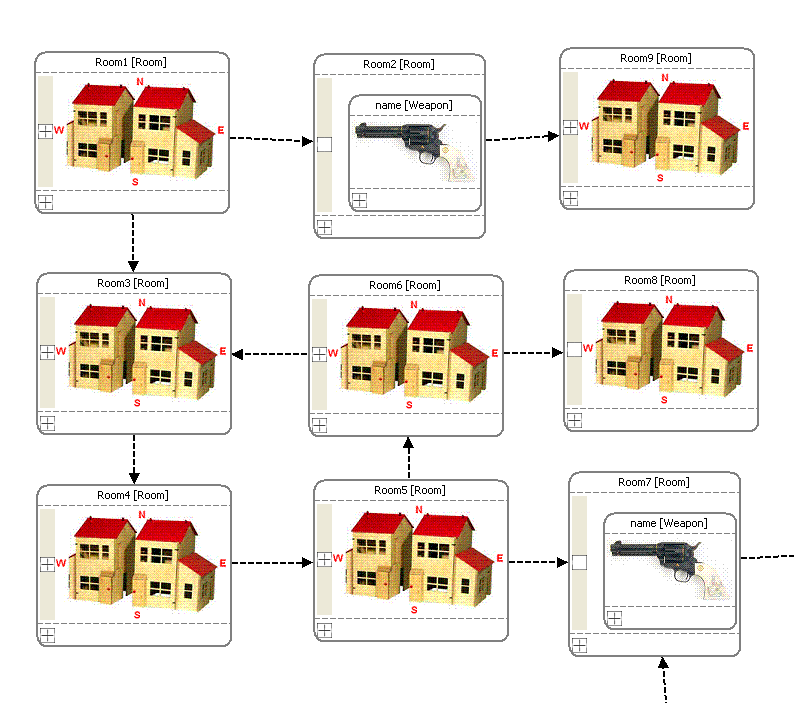 Room1 [Room]
N
W
E
S
Room2 [Room]
name [Weapon]
Room9 [Room]
N
W
E
S
Room3 [Room]
N
W
E
S
Room6 [Room]
N
W
E
S
Room8 [Room]
N
W
E
S
Room4 [Room]
N
W
E
S
Room5 [Room]
N
W
E
S
Room7 [Room]
name [Weapon]